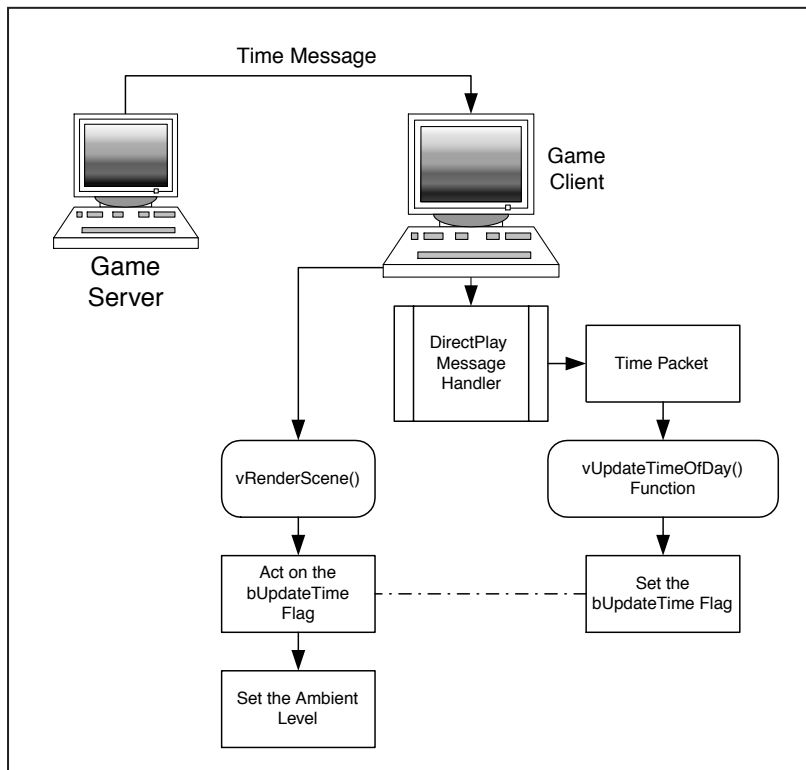 Time Message
Game
Client
Game
Server
DirectPlay
Message
Handler
Time Packet
vRenderScene()
vUpdateTimeOfDay()
Function
Act on the
bUpdateTime
Flag
Set the
bUpdateTime Flag
Set the Ambient
Level